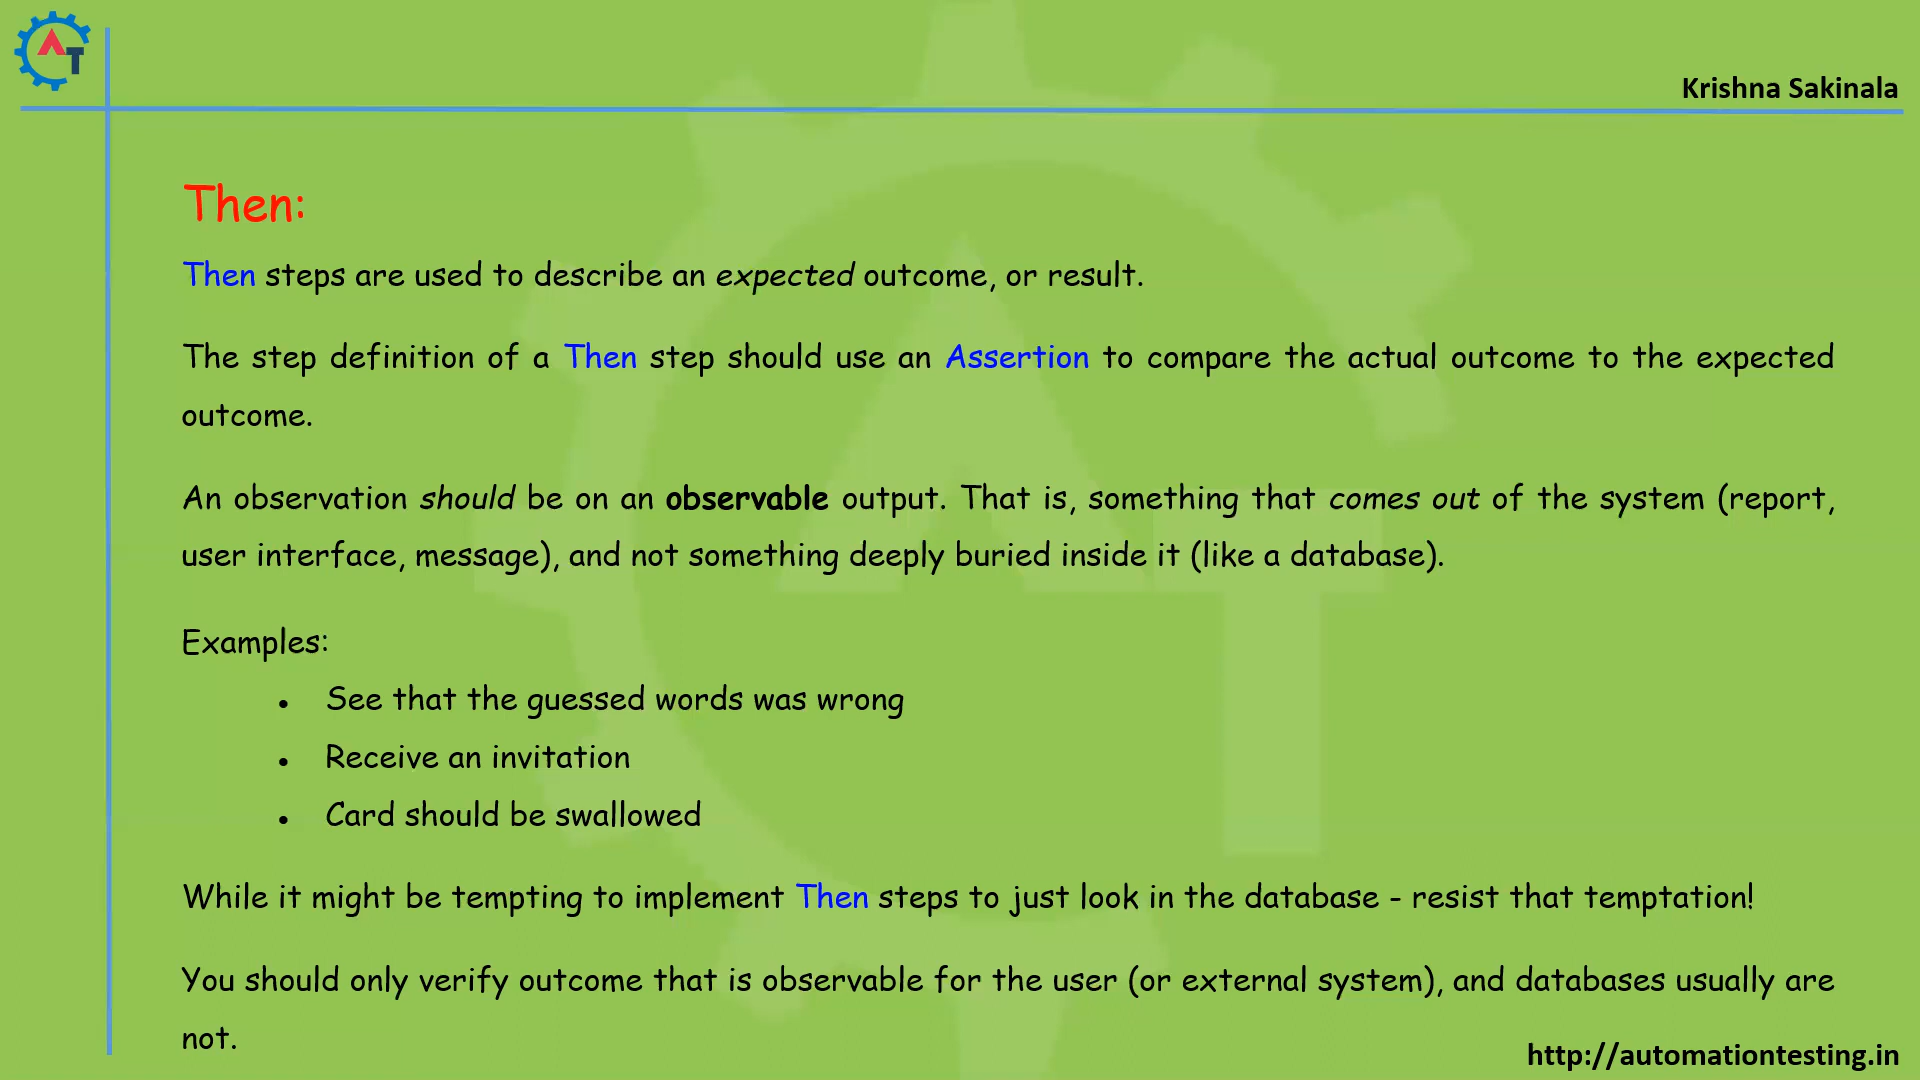 AT
Krishna Sakinala
Then:
Then steps are used to describe an expected outcome, or result.
The step definition of a Then step should use an Assertion to compare the actual outcome to the expected
outcome.
An observation should be on an observable output. That is, something that comes out of the system (report,
user interface, message), and not something deeply buried inside it (like a database).
Examples:
• See that the guessed words was wrong
• Receive an invitation
• Card should be swallowed
While it might be tempting to implement Then steps to just look in the database - resist that temptation!
You should only verify outcome that is observable for the user (or external system), and databases usually are
not.
http://automationtesting.in